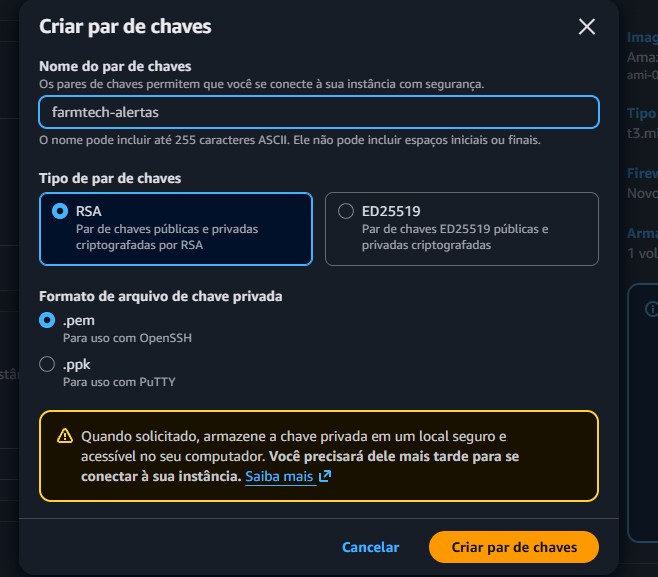 Criar par de chaves
Nome do par de chaves
Os pares de chaves permitem que você se conecte à sua instância com segurança.
farmtech-alertas
O nome pode incluir até 255 caracteres ASCII. Ele não pode incluir espaços iniciais ou finais.
Tipo de par de chaves
RSA
Par de chaves públicas e privadas
criptografadas por RSA
ED25519
Par de chaves ED25519 públicas e
privadas criptografadas
Formato de arquivo de chave privada
.pem
Para uso com OpenSSH
.ppk
Para uso com PuTTY
Quando solicitado, armazene a chave privada em um local seguro e
acessível no seu computador. Você precisará dele mais tarde para se
conectar à sua instância. Saiba mais
Cancelar
Criar par de chaves
Tipo
Novo
1 vol